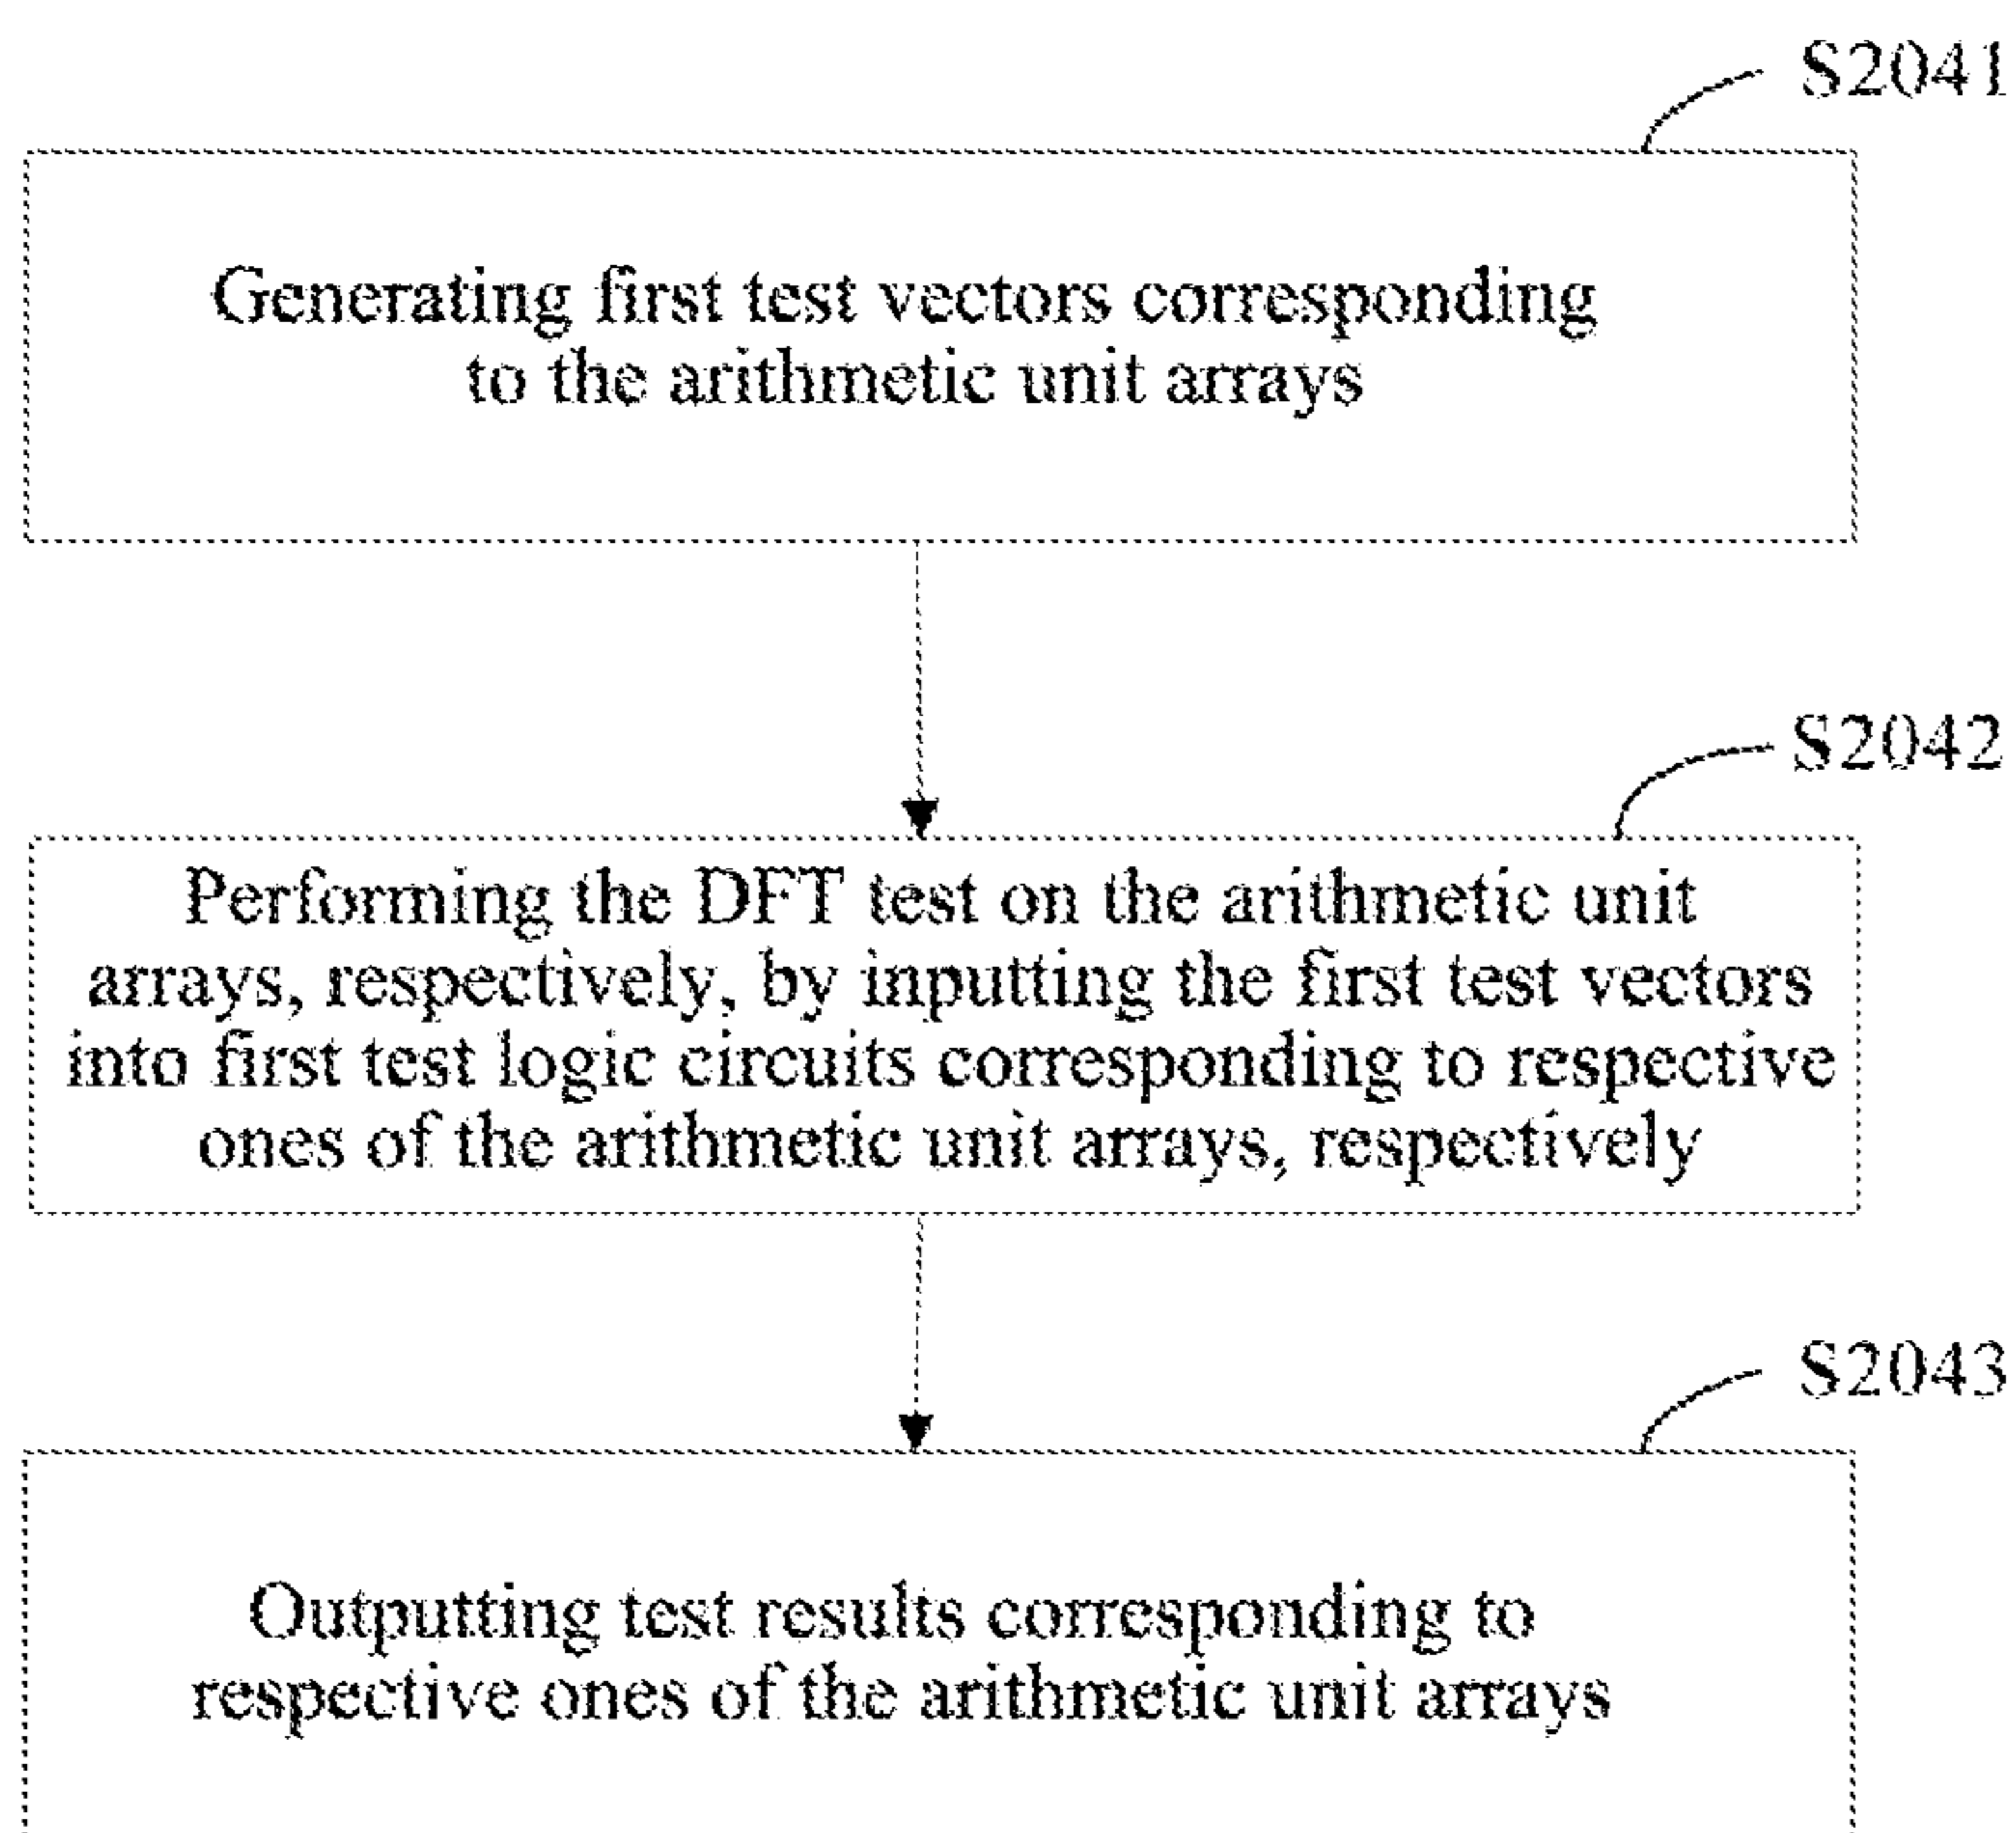 S2041
Generating first test vectors corresponding
to the arithmetic unit arrays
S2042
Performing the DFT test on the arithmetic unit
arrays, respectively, by inputting the first test vectors
into first test logic circuits corresponding to respective
ones of the arithmetic unit arrays, respectively
S2043
Outputting test results corresponding to
respective ones of the arithmetic unit arrays